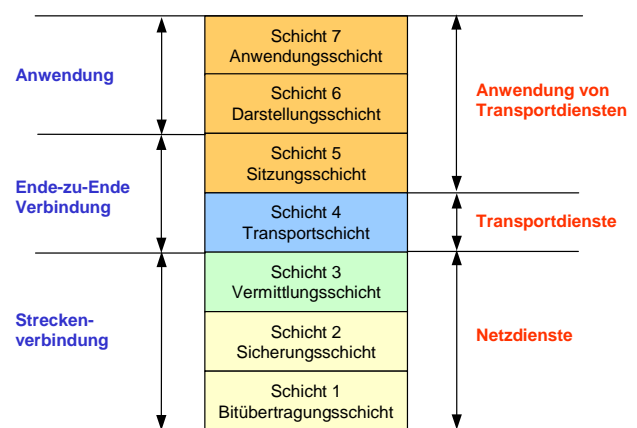 Schicht 7
Anwendungsschicht
Anwendung
Anwendung von
Transportdiensten
Schicht 6
Darstellungsschicht
Schicht 5
Sitzungsschicht
Ende-zu-Ende
Verbindung
Schicht 4
Transportschicht
Transportdienste
Schicht 3
Vermittlungsschicht
Strecken-
verbindung
Schicht 2
Sicherungsschicht
Netzdienste
Schicht 1
Bitübertragungsschicht